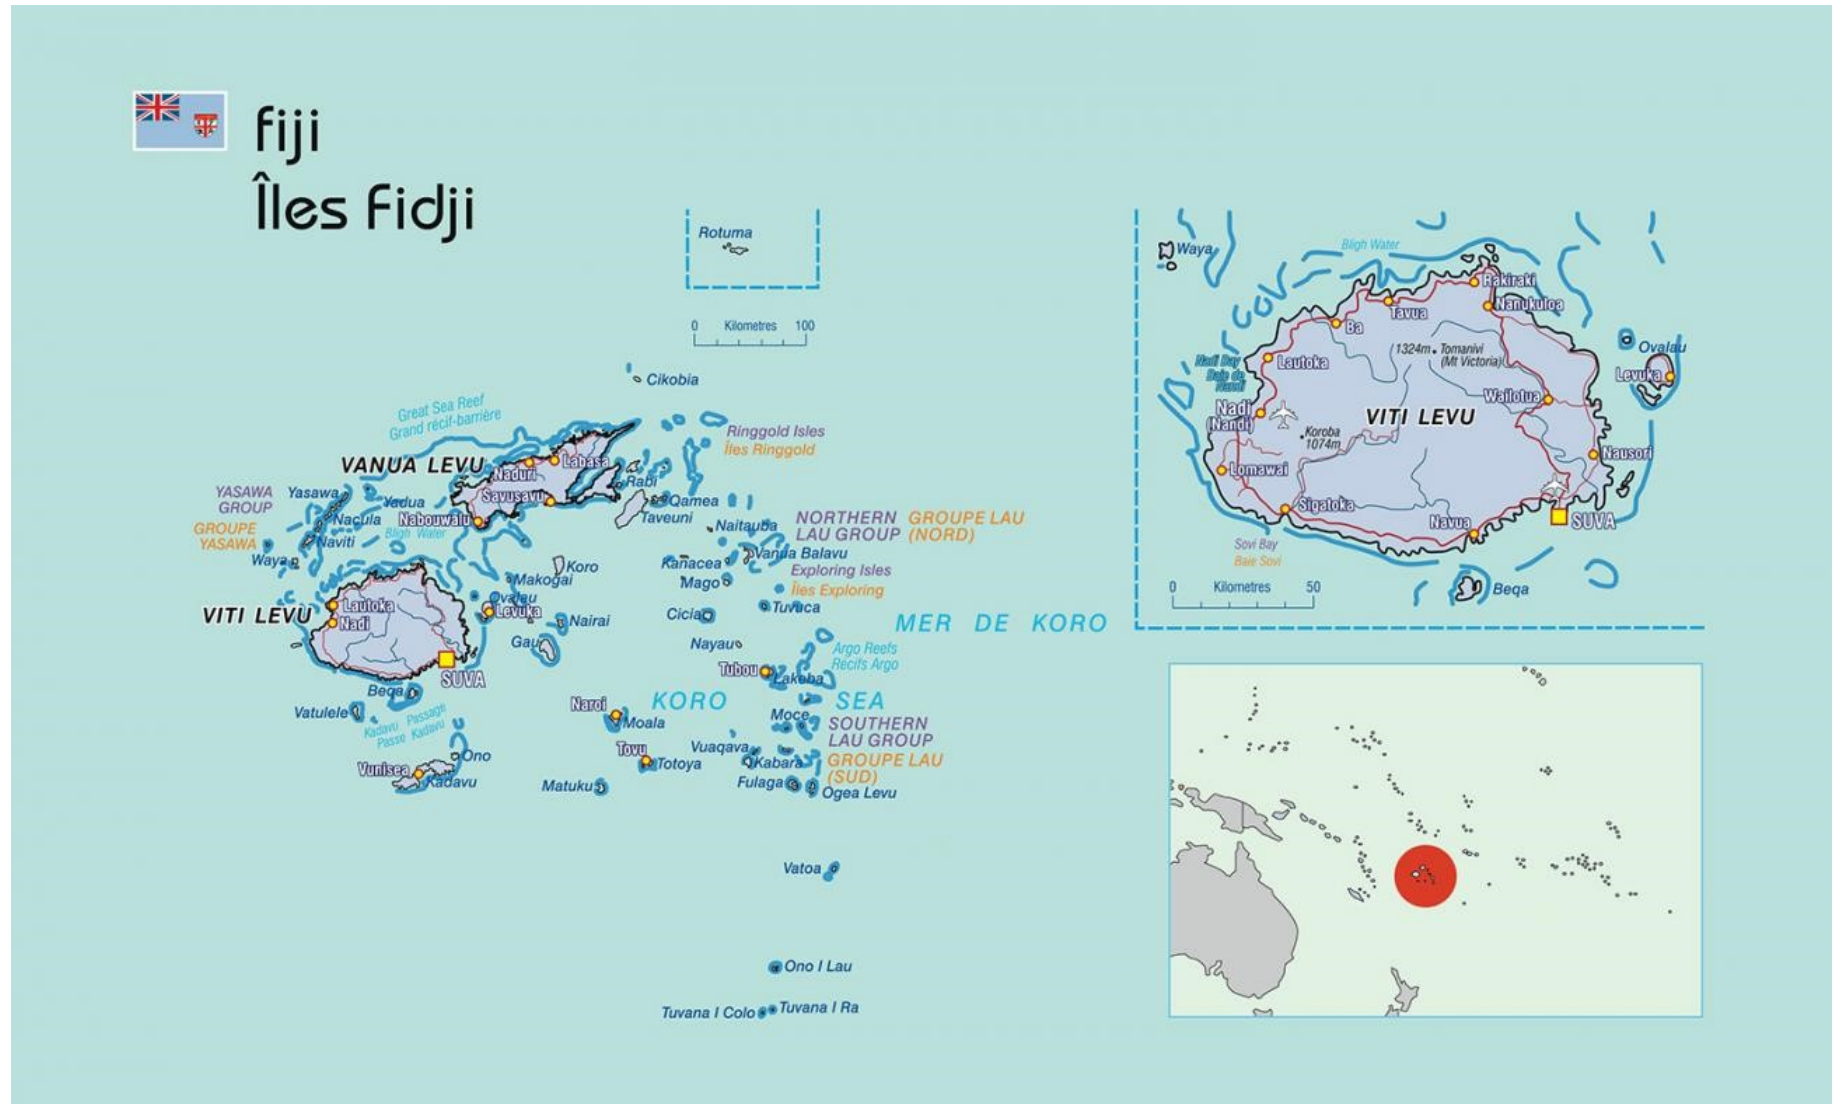 fiji
Îles Fidji
Rotuma
0 Kilometres 100
Cikobia
Great Sea Reef
Grand récif-barrière
Ringgold Isles
Îles Ringgold
VANUA LEVU
Labasa
Naduri
Savusavu
Rabi
Nabouwalu
Qamea
Taveuni
YASAWA
GROUP
GROUPE
YASAWA
Yasawa
Yadua
Nacula
Naviti
Bligh Water
Waya
Naitauba
NORTHERN
LAU GROUP
GROUPE LAU
(NORD)
Vanua Balavu
Kanacea
Exploring Isles
Mago
Îles Exploring
Koro
Makogai
Ovalau
Levuka
VITI LEVU
Lautoka
Nadi
Cicia
Tuvuca
Nairai
Gau
Nayau
MER DE KORO
Argo Reefs
Récifs Argo
SUVA
Tubou
Lakeba
Beqa
KORO SEA
Naroi
Moala
Vatulele
Kadavu Passage
Passe Kadavu
Moce
SOUTHERN
LAU GROUP
GROUPE LAU
(SUD)
Tovu
Totoya
Vuaqava
Kabara
Ono
Vunisea
Kadavu
Matuku
Fulaga
Ogea Levu
Vatoa
Ono I Lau
Tuvana I Colo
Tuvana I Ra
Waya
Bligh Water
Rakiraki
Nanukuloa
Tavua
Ba
Ovalau
Levuka
1324m
Tomanivi
(Mt Victoria)
Nadi Bay
Baie de
Nandi
Lautoka
Wailotua
Nadi
(Nandi)
VITI LEVU
Koroba
1074m
Nausori
Lomawai
Sigatoka
Navua
SUVA
Sovi Bay
Baie Sovi
0 Kilometres 50
Beqa